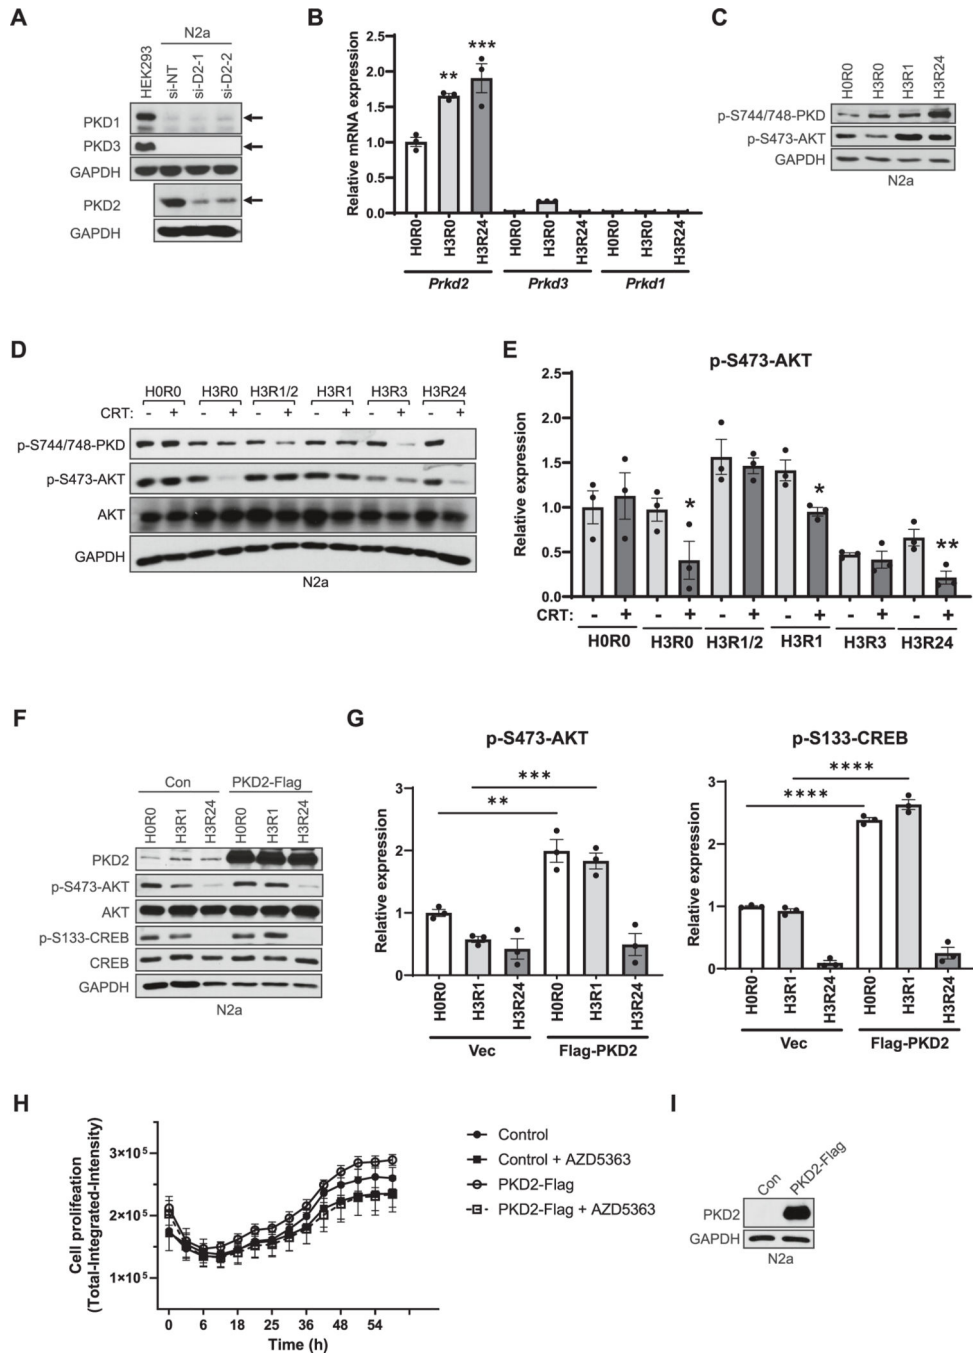 A
N2a
HEK293
si-NT
si-D2-1
si-D2-2
PKD1
PKD3
GAPDH
PKD2
GAPDH
B
Relative mRNA expression
2.5
2.0
1.5
1.0
0.5
0.0
**
***
H0R0
H3R0
H3R24
H0R0
H3R0
H3R24
H0R0
H3R0
H3R24
Prkd2
Prkd3
Prkd1
C
H0R0
H3R0
H3R1
H3R24
p-S744/748-PKD
p-S473-AKT
GAPDH
N2a
D
H0R0 H3R0 H3R1/2 H3R1 H3R3 H3R24
CRT: - + - + - + - + - + - +
p-S744/748-PKD
p-S473-AKT
AKT
GAPDH
N2a
E
p-S473-AKT
Relative expression
2.5
2.0
1.5
1.0
0.5
0.0
*
*
**
CRT: - + - + - + - + - + - +
H0R0 H3R0 H3R1/2 H3R1 H3R3 H3R24
F
Con PKD2-Flag
H0R0
H3R1
H3R24
H0R0
H3R1
H3R24
PKD2
p-S473-AKT
AKT
p-S133-CREB
CREB
GAPDH
N2a
G
p-S473-AKT
Relative expression
3
2
1
0
***
**
H0R0
H3R1
H3R24
H0R0
H3R1
H3R24
Vec
Flag-PKD2
p-S133-CREB
Relative expression
3
2
1
0
****
****
H0R0
H3R1
H3R24
H0R0
H3R1
H3R24
Vec
Flag-PKD2
H
Cell prolifeation
(Total-Integrated-Intensity)
3×10⁵
2×10⁵
1×10⁵
0 6 18 25 36 48 54
Time (h)
Control
Control + AZD5363
PKD2-Flag
PKD2-Flag + AZD5363
I
Con
PKD2-Flag
PKD2
GAPDH
N2a